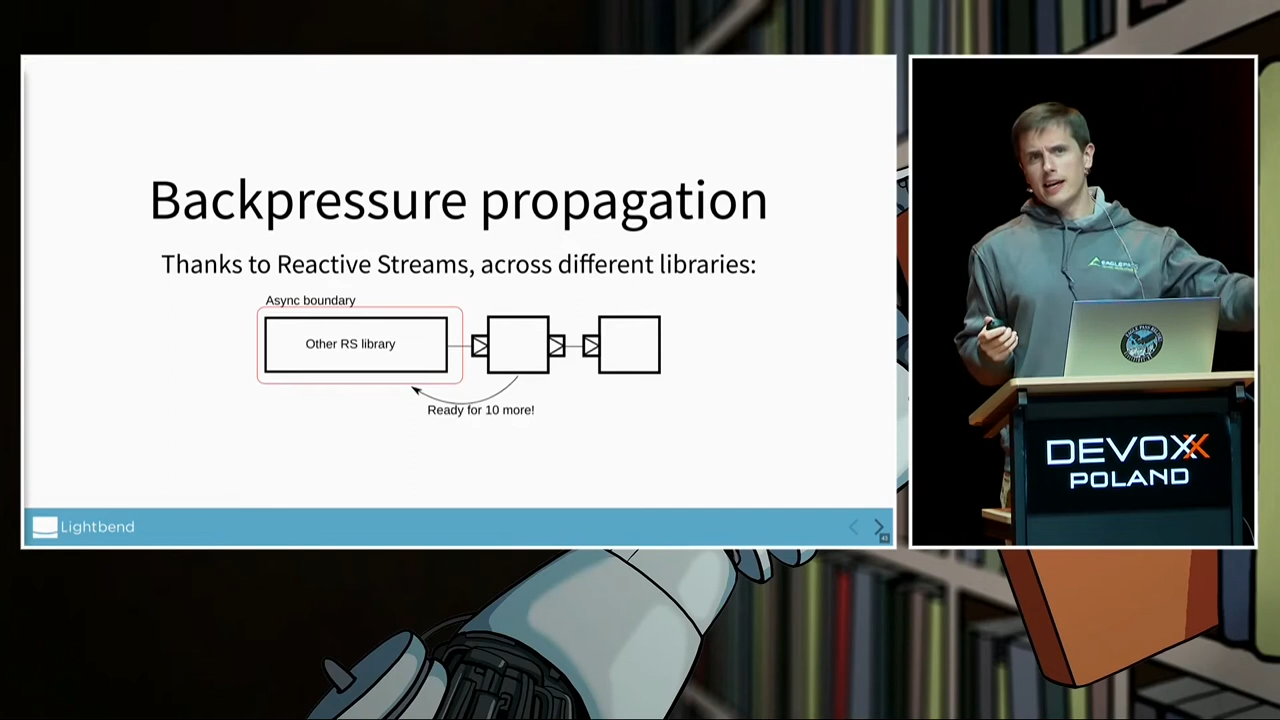 Backpressure propagation
Thanks to Reactive Streams, across different libraries:
Async boundary
Other RS library
Ready for 10 more!
Lightbend
DEVOXX
POLAND